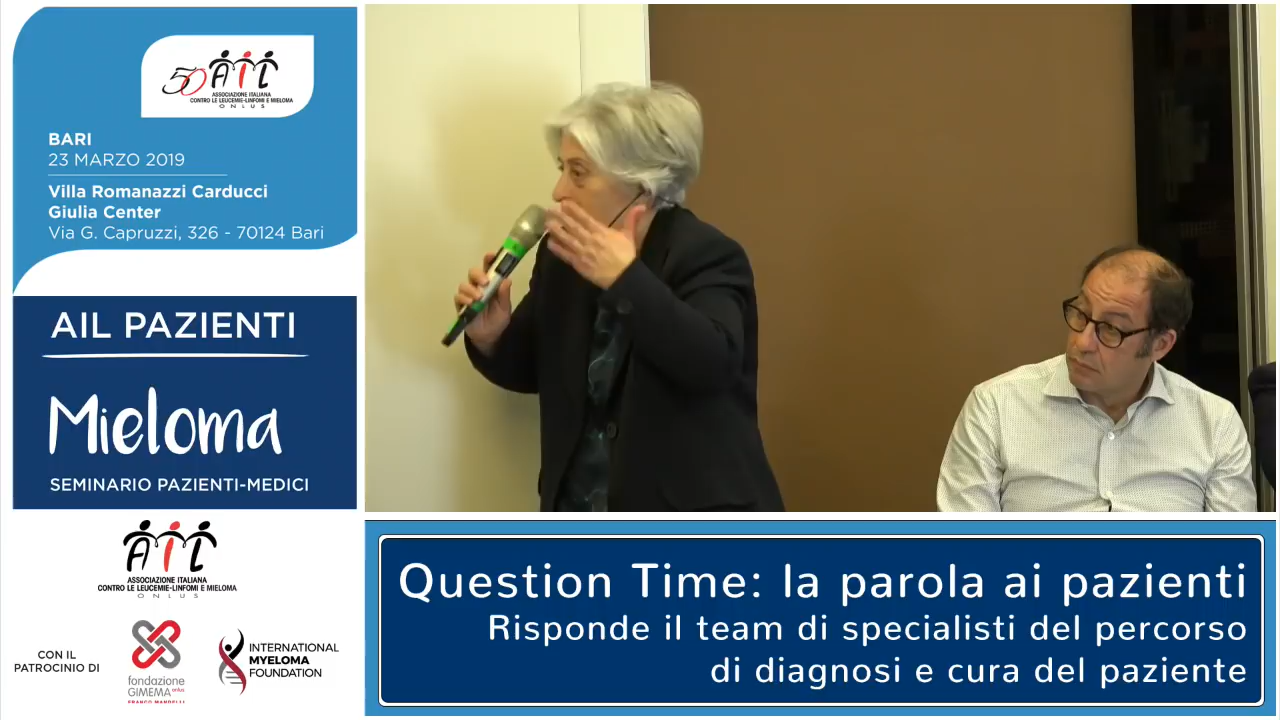 50 AIL
ASSOCIAZIONE ITALIANA
CONTRO LE LEUCEMIE-LINFOMI E MIELOMA
ONLUS
BARI
23 MARZO 2019
Villa Romanazzi Carducci
Giulia Center
Via G. Capruzzi, 326 - 70124 Bari
AIL PAZIENTI
Mieloma
SEMINARIO PAZIENTI-MEDICI
AIL
ASSOCIAZIONE ITALIANA
CONTRO LE LEUCEMIE-LINFOMI E MIELOMA
ONLUS
CON IL
PATROCINIO DI
fondazione
GIMEMA onlus
FRANCO MANDELLI
INTERNATIONAL
MYELOMA
FOUNDATION
Question Time: la parola ai pazienti
Risponde il team di specialisti del percorso
di diagnosi e cura del paziente